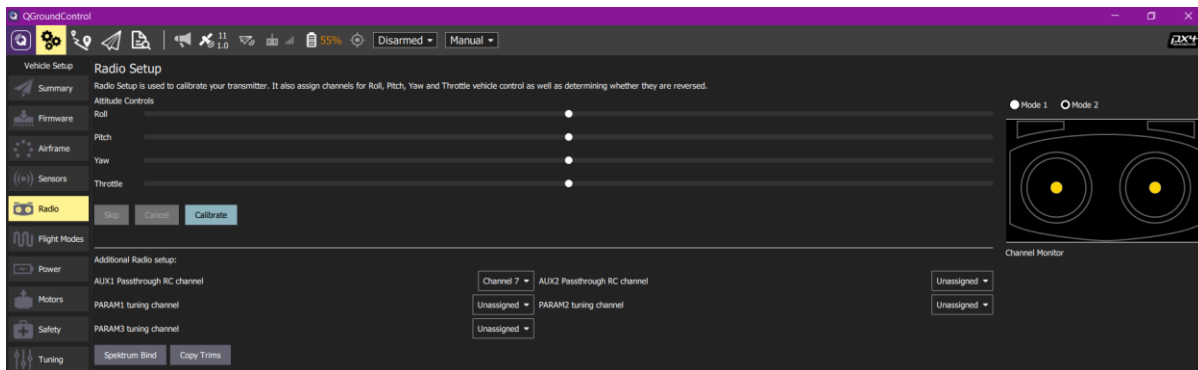 QGroundControl
11
1.0
55%
Disarmed
Manual
PX4
Vehicle Setup
Summary
Firmware
Airframe
Sensors
Radio
Flight Modes
Power
Motors
Safety
Tuning
Radio Setup
Radio Setup is used to calibrate your transmitter. It also assign channels for Roll, Pitch, Yaw and Throttle vehicle control as well as determining whether they are reversed.
Attitude Controls
Roll
Pitch
Yaw
Throttle
Skip Cancel Calibrate
Additional Radio setup:
AUX1 Passthrough RC channel Channel 7 AUX2 Passthrough RC channel Unassigned
PARAM1 tuning channel Unassigned PARAM2 tuning channel Unassigned
PARAM3 tuning channel Unassigned
Spektrum Bind Copy Trims
Mode 1 Mode 2
Channel Monitor